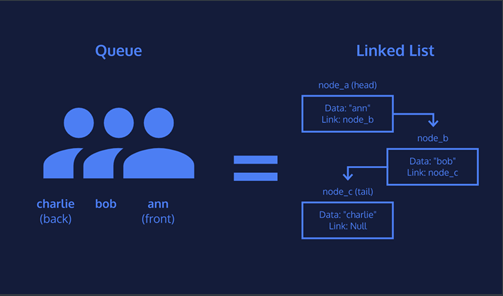 Queue
charlie
(back)
bob
ann
(front)
Linked List
node_a (head)
Data: "ann"
Link: node_b
node_b
Data: "bob"
Link: node_c
node_c (tail)
Data: "charlie"
Link: Null